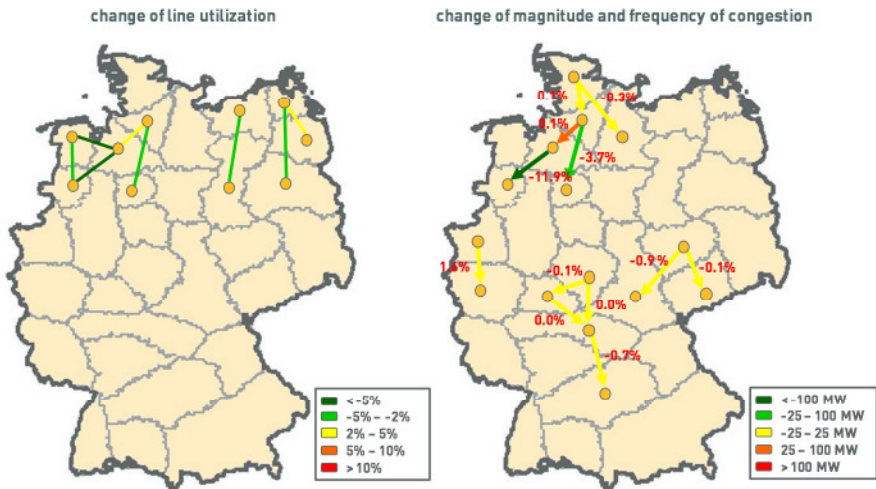 change of line utilization
change of magnitude and frequency of congestion
0.1%
-0.3%
0.1%
-3.7%
-11.9%
1.6%
-0.1%
-0.9 %
-0.1%
0.0%
0.0%
-0.7%
< -5%
-5% – -2%
2% – 5%
5% – 10%
> 10%
<-100 MW
-25 – 100 MW
-25 – 25 MW
25 – 100 MW
> 100 MW